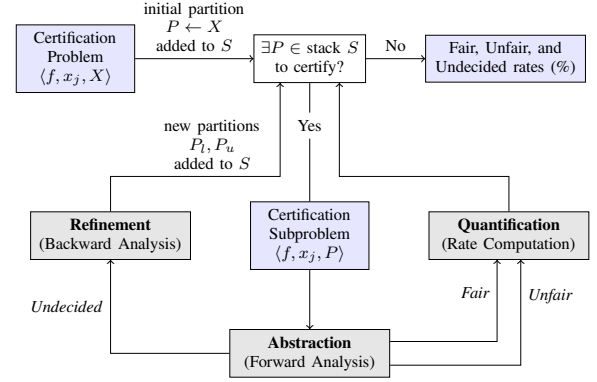 initial partition
P ← X
added to S
Certification
Problem
⟨f, x_j, X⟩
∃P ∈ stack S
to certify?
No
Fair, Unfair, and
Undecided rates (%)
new partitions
P_l, P_u
added to S
Yes
Refinement
(Backward Analysis)
Certification
Subproblem
⟨f, x_j, P⟩
Quantification
(Rate Computation)
Undecided
Fair
Unfair
Abstraction
(Forward Analysis)